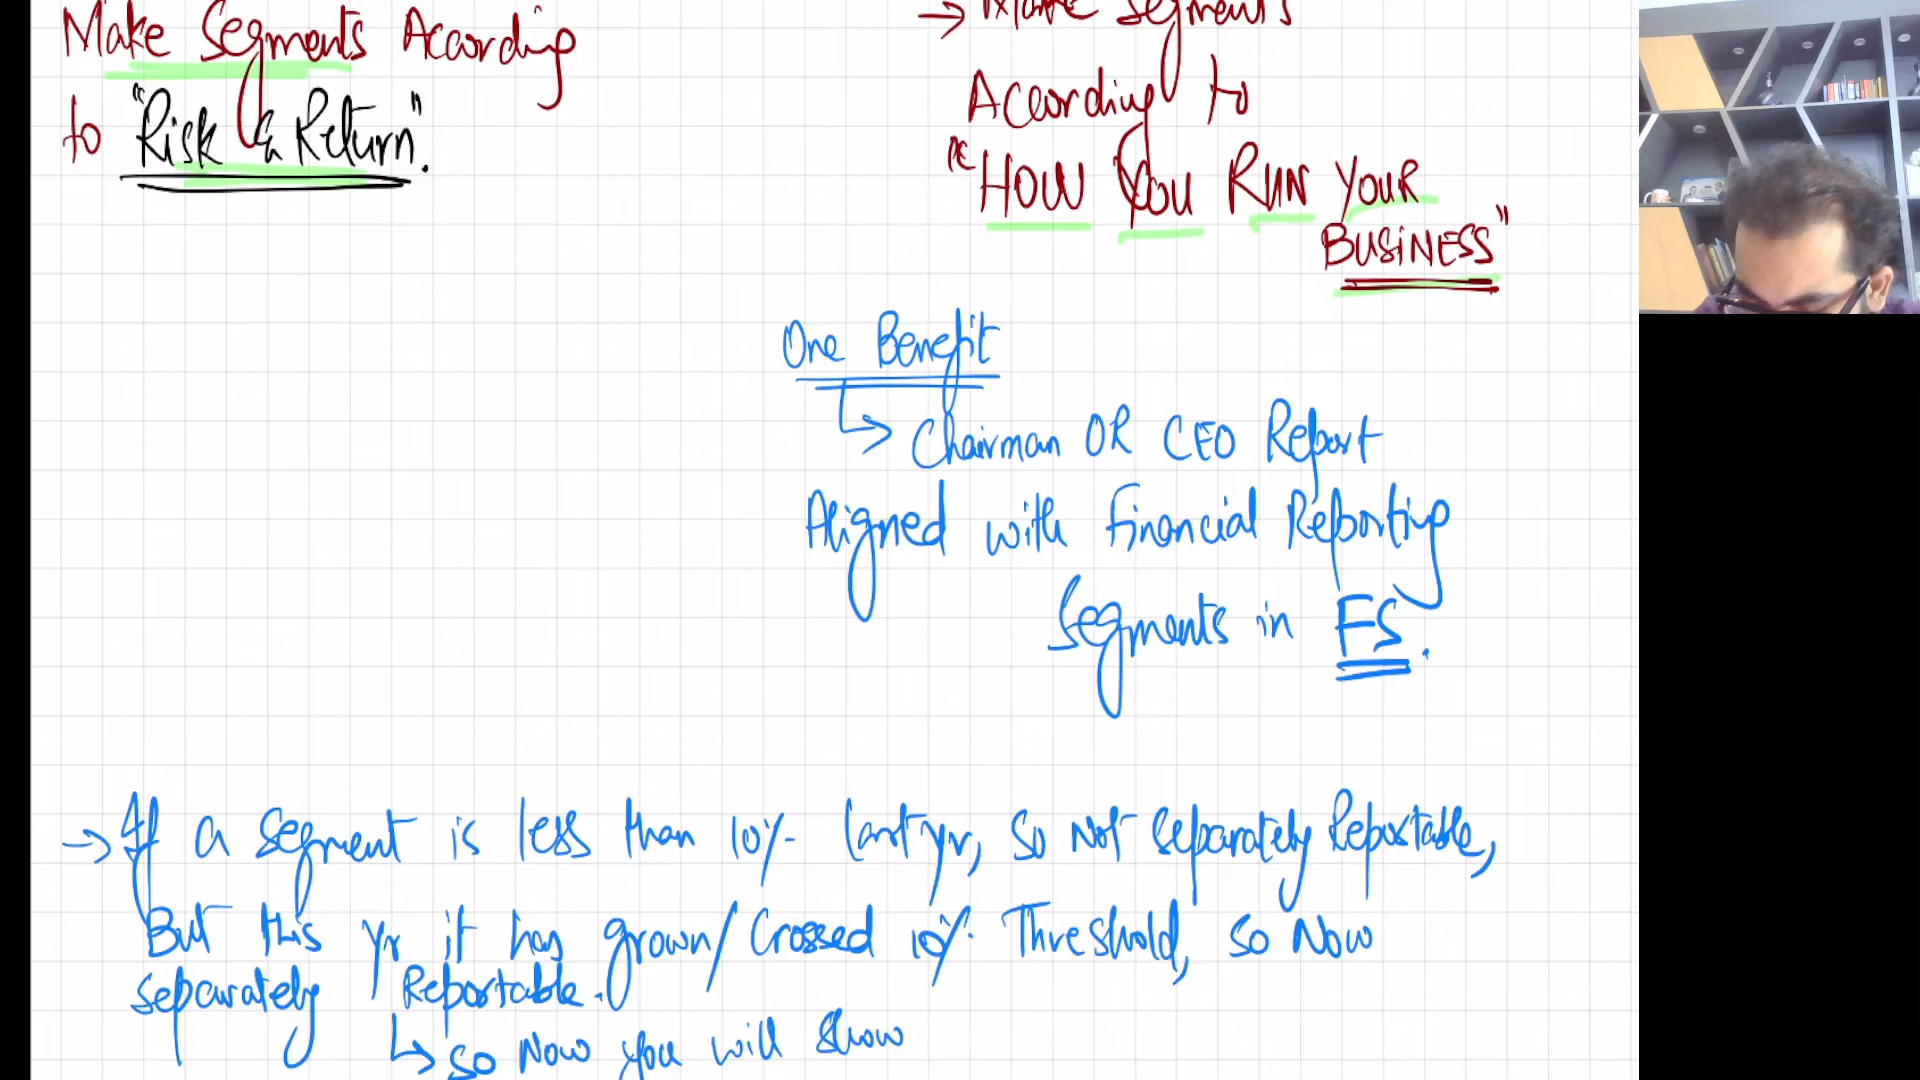 Make Segments According
to "Risk & Return".
→ Make Segments
According to
"HOW You RUN YOUR
BUSINESS"
One Benefit
↳ Chairman OR CEO Report
Aligned with Financial Reporting
Segments in FS.
→ If a segment is less than 10% last yr, so Not separately Reportable,
But this yr it has grown/Crossed 10% Threshold, so Now
separately Reportable.
↳ so Now you will show